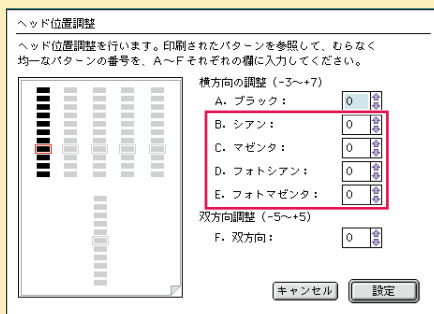 ヘッド位置調整
ヘッド位置調整を行います。印刷されたパターンを参照して、むらなく
均一なパターンの番号を、A～Fそれぞれの欄に入力してください。
横方向の調整（-3～+7）
A. ブラック： 0
B. シアン： 0
C. マゼンタ： 0
D. フォトシアン： 0
E. フォトマゼンタ： 0
双方向調整（-5～+5）
F. 双方向： 0
キャンセル 設定